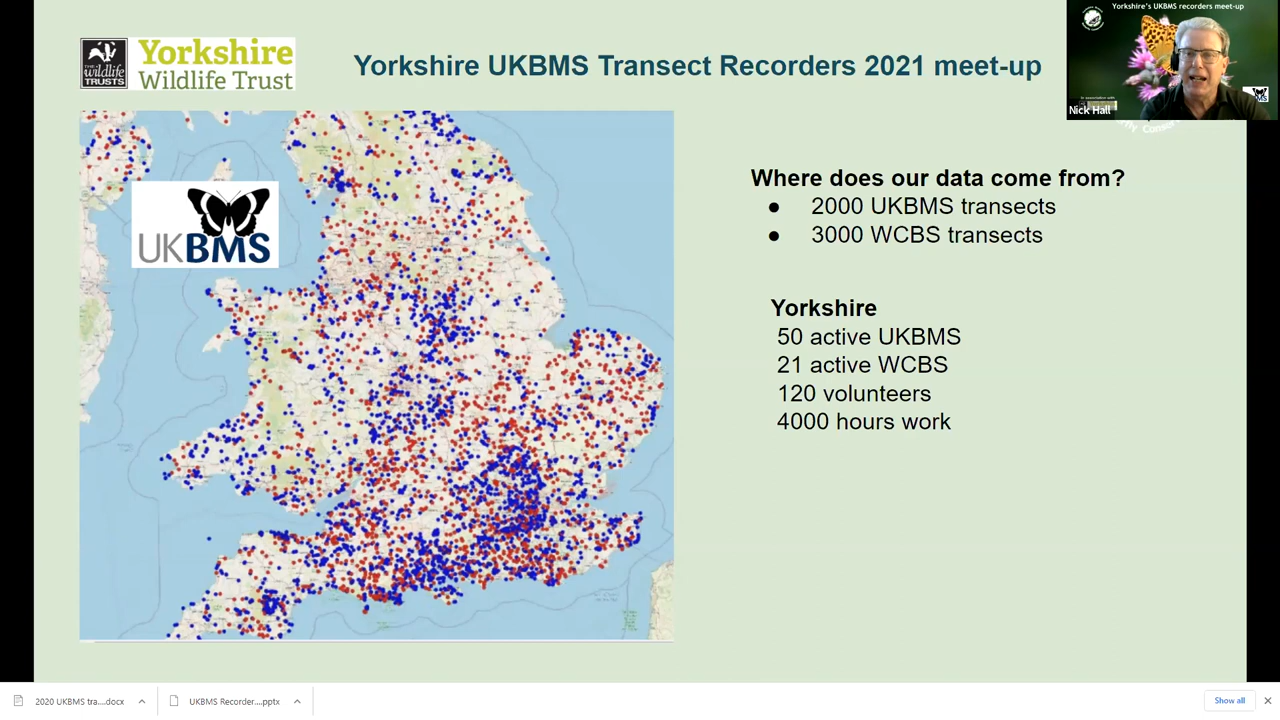 Yorkshire's UKBMS recorders meet-up
THE
wildlife
TRUSTS
Yorkshire
Wildlife Trust
Yorkshire UKBMS Transect Recorders 2021 meet-up
Nick Hall
UKBMS
Where does our data come from?
● 2000 UKBMS transects
● 3000 WCBS transects
Yorkshire
50 active UKBMS
21 active WCBS
120 volunteers
4000 hours work
2020 UKBMS tra....docx
UKBMS Recorder....pptx
Show all